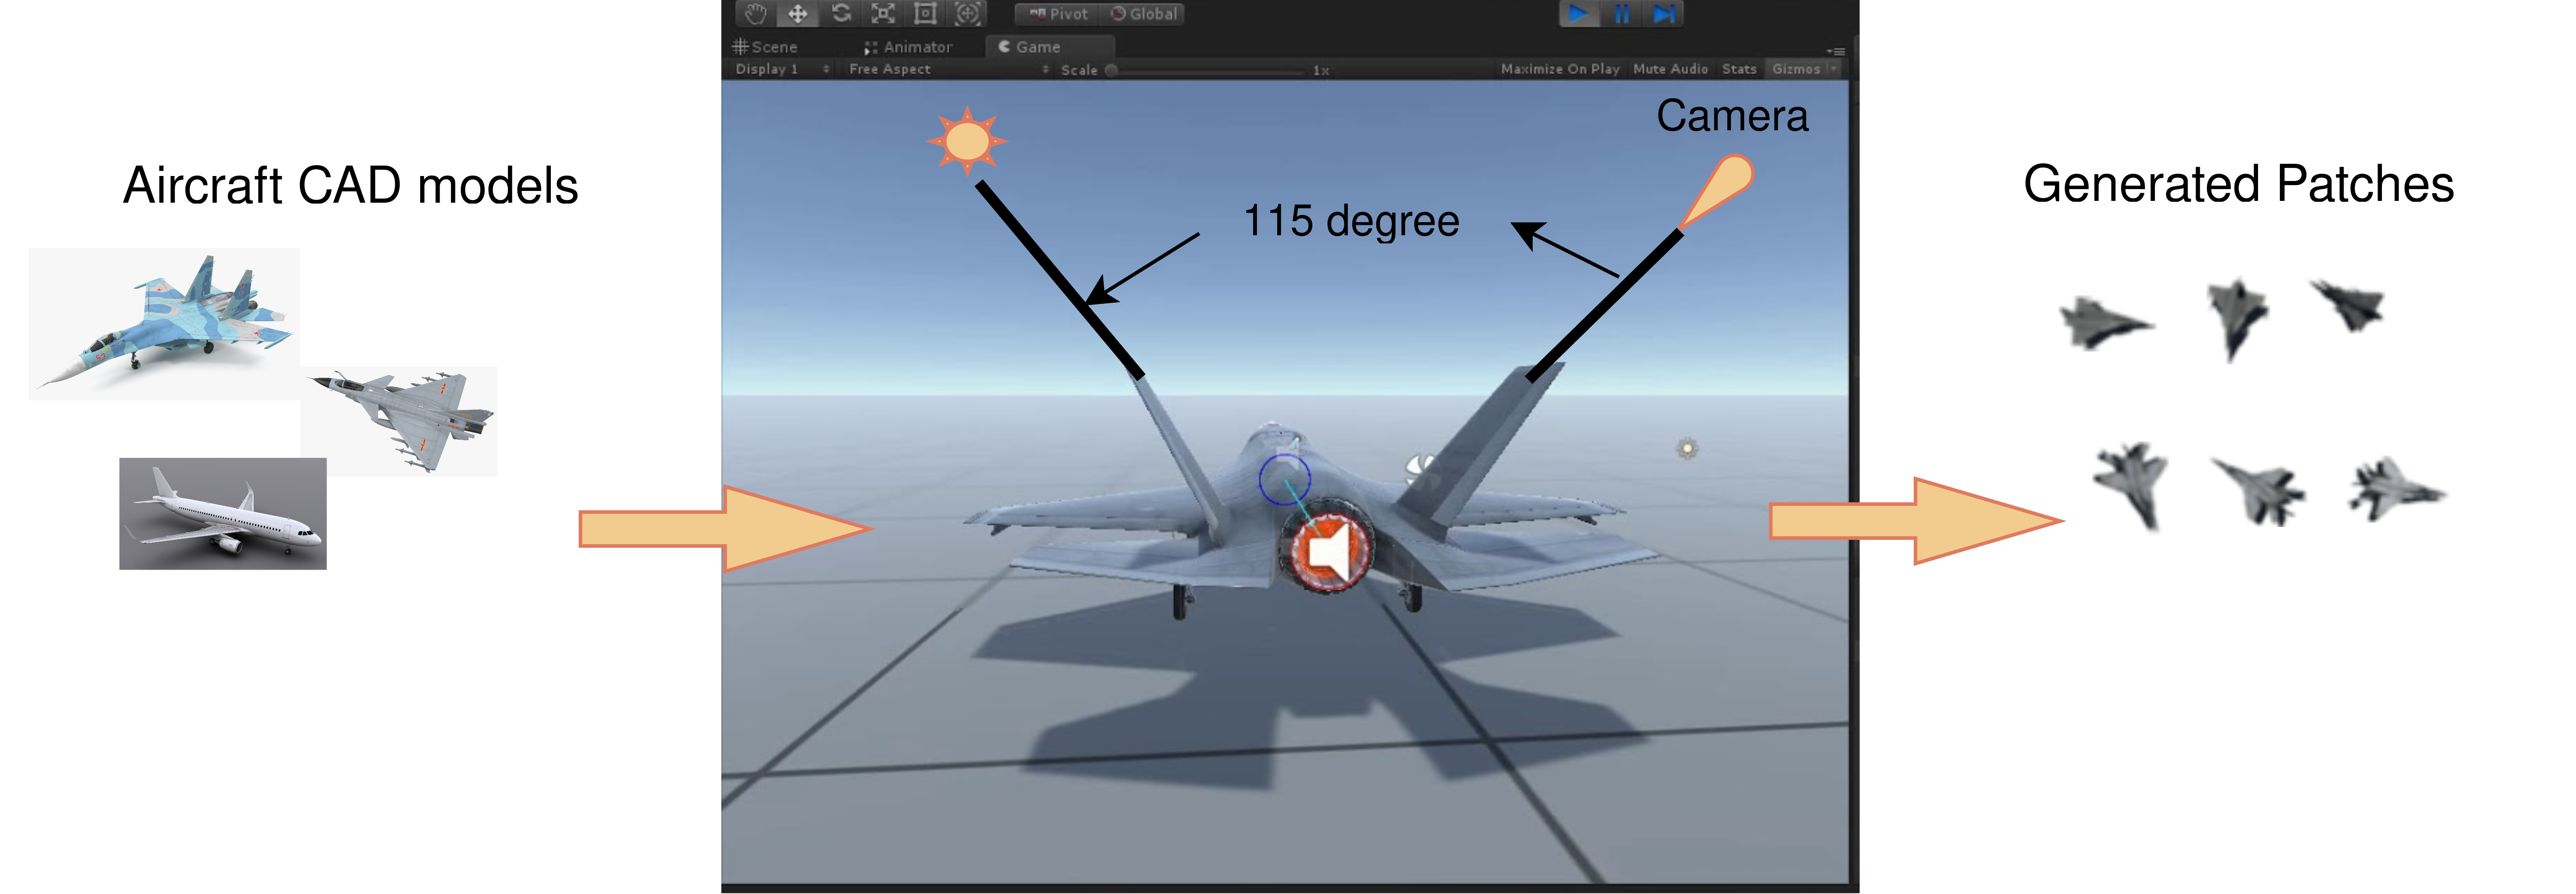 Pivot Global
Scene Animator Game
Display 1 Free Aspect Scale 1x Maximize On Play Mute Audio Stats Gizmos
Camera
Aircraft CAD models
115 degree
Generated Patches